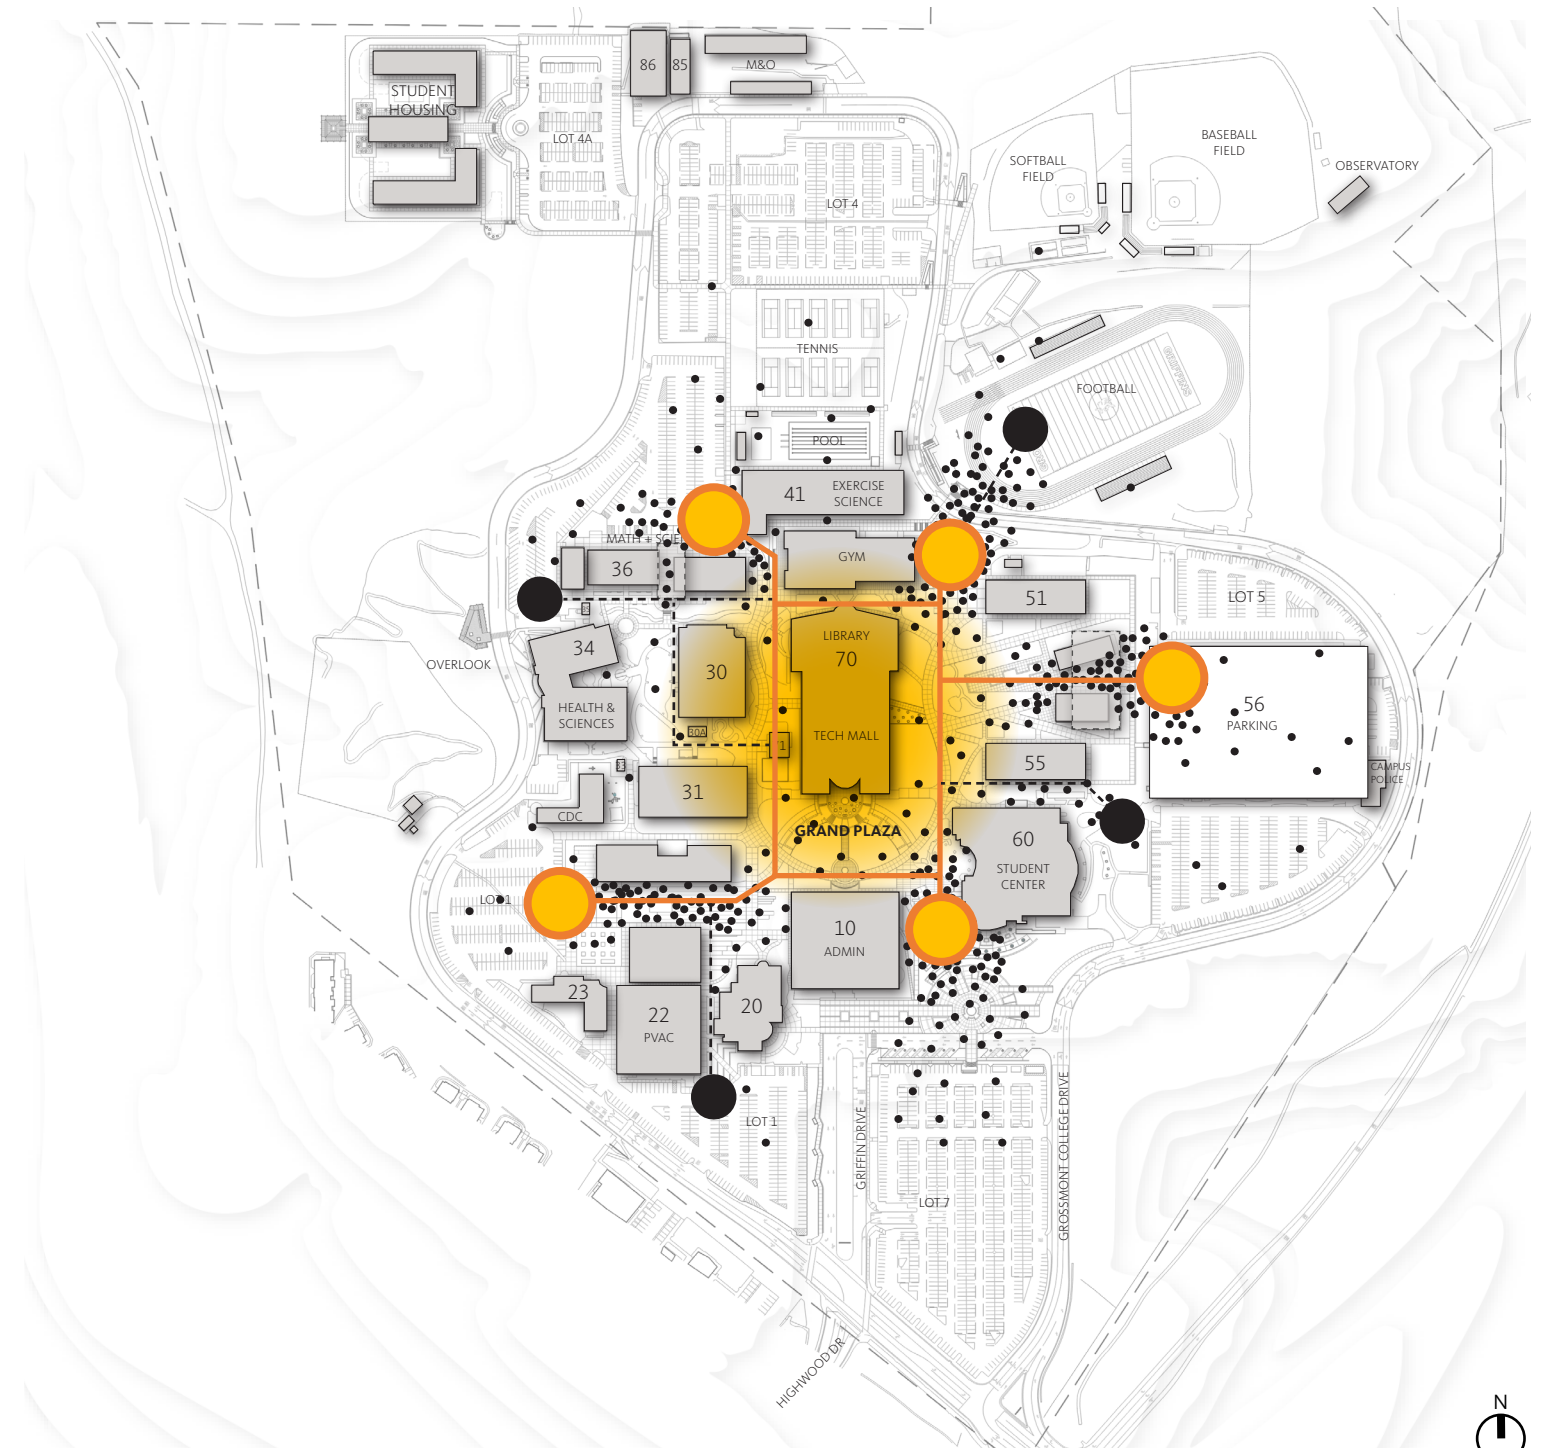 86
85
M&O
STUDENT
HOUSING
LOT 4A
BASEBALL
FIELD
SOFTBALL
FIELD
OBSERVATORY
LOT 4
TENNIS
FOOTBALL
GRIFFINS
POOL
41
EXERCISE
SCIENCE
MATH + SCIE
GYM
36
51
LOT 5
LIBRARY
70
34
OVERLOOK
30
HEALTH &
SCIENCES
56
PARKING
30A
TECH MALL
55
CAMPUS
POLICE
31
CDC
GRAND PLAZA
60
STUDENT
CENTER
LOT 1
10
ADMIN
23
22
PVAC
20
LOT 1
GRIFFIN DRIVE
GROSSMONT COLLEGE DRIVE
LOT 7
HIGHWOOD DR
N